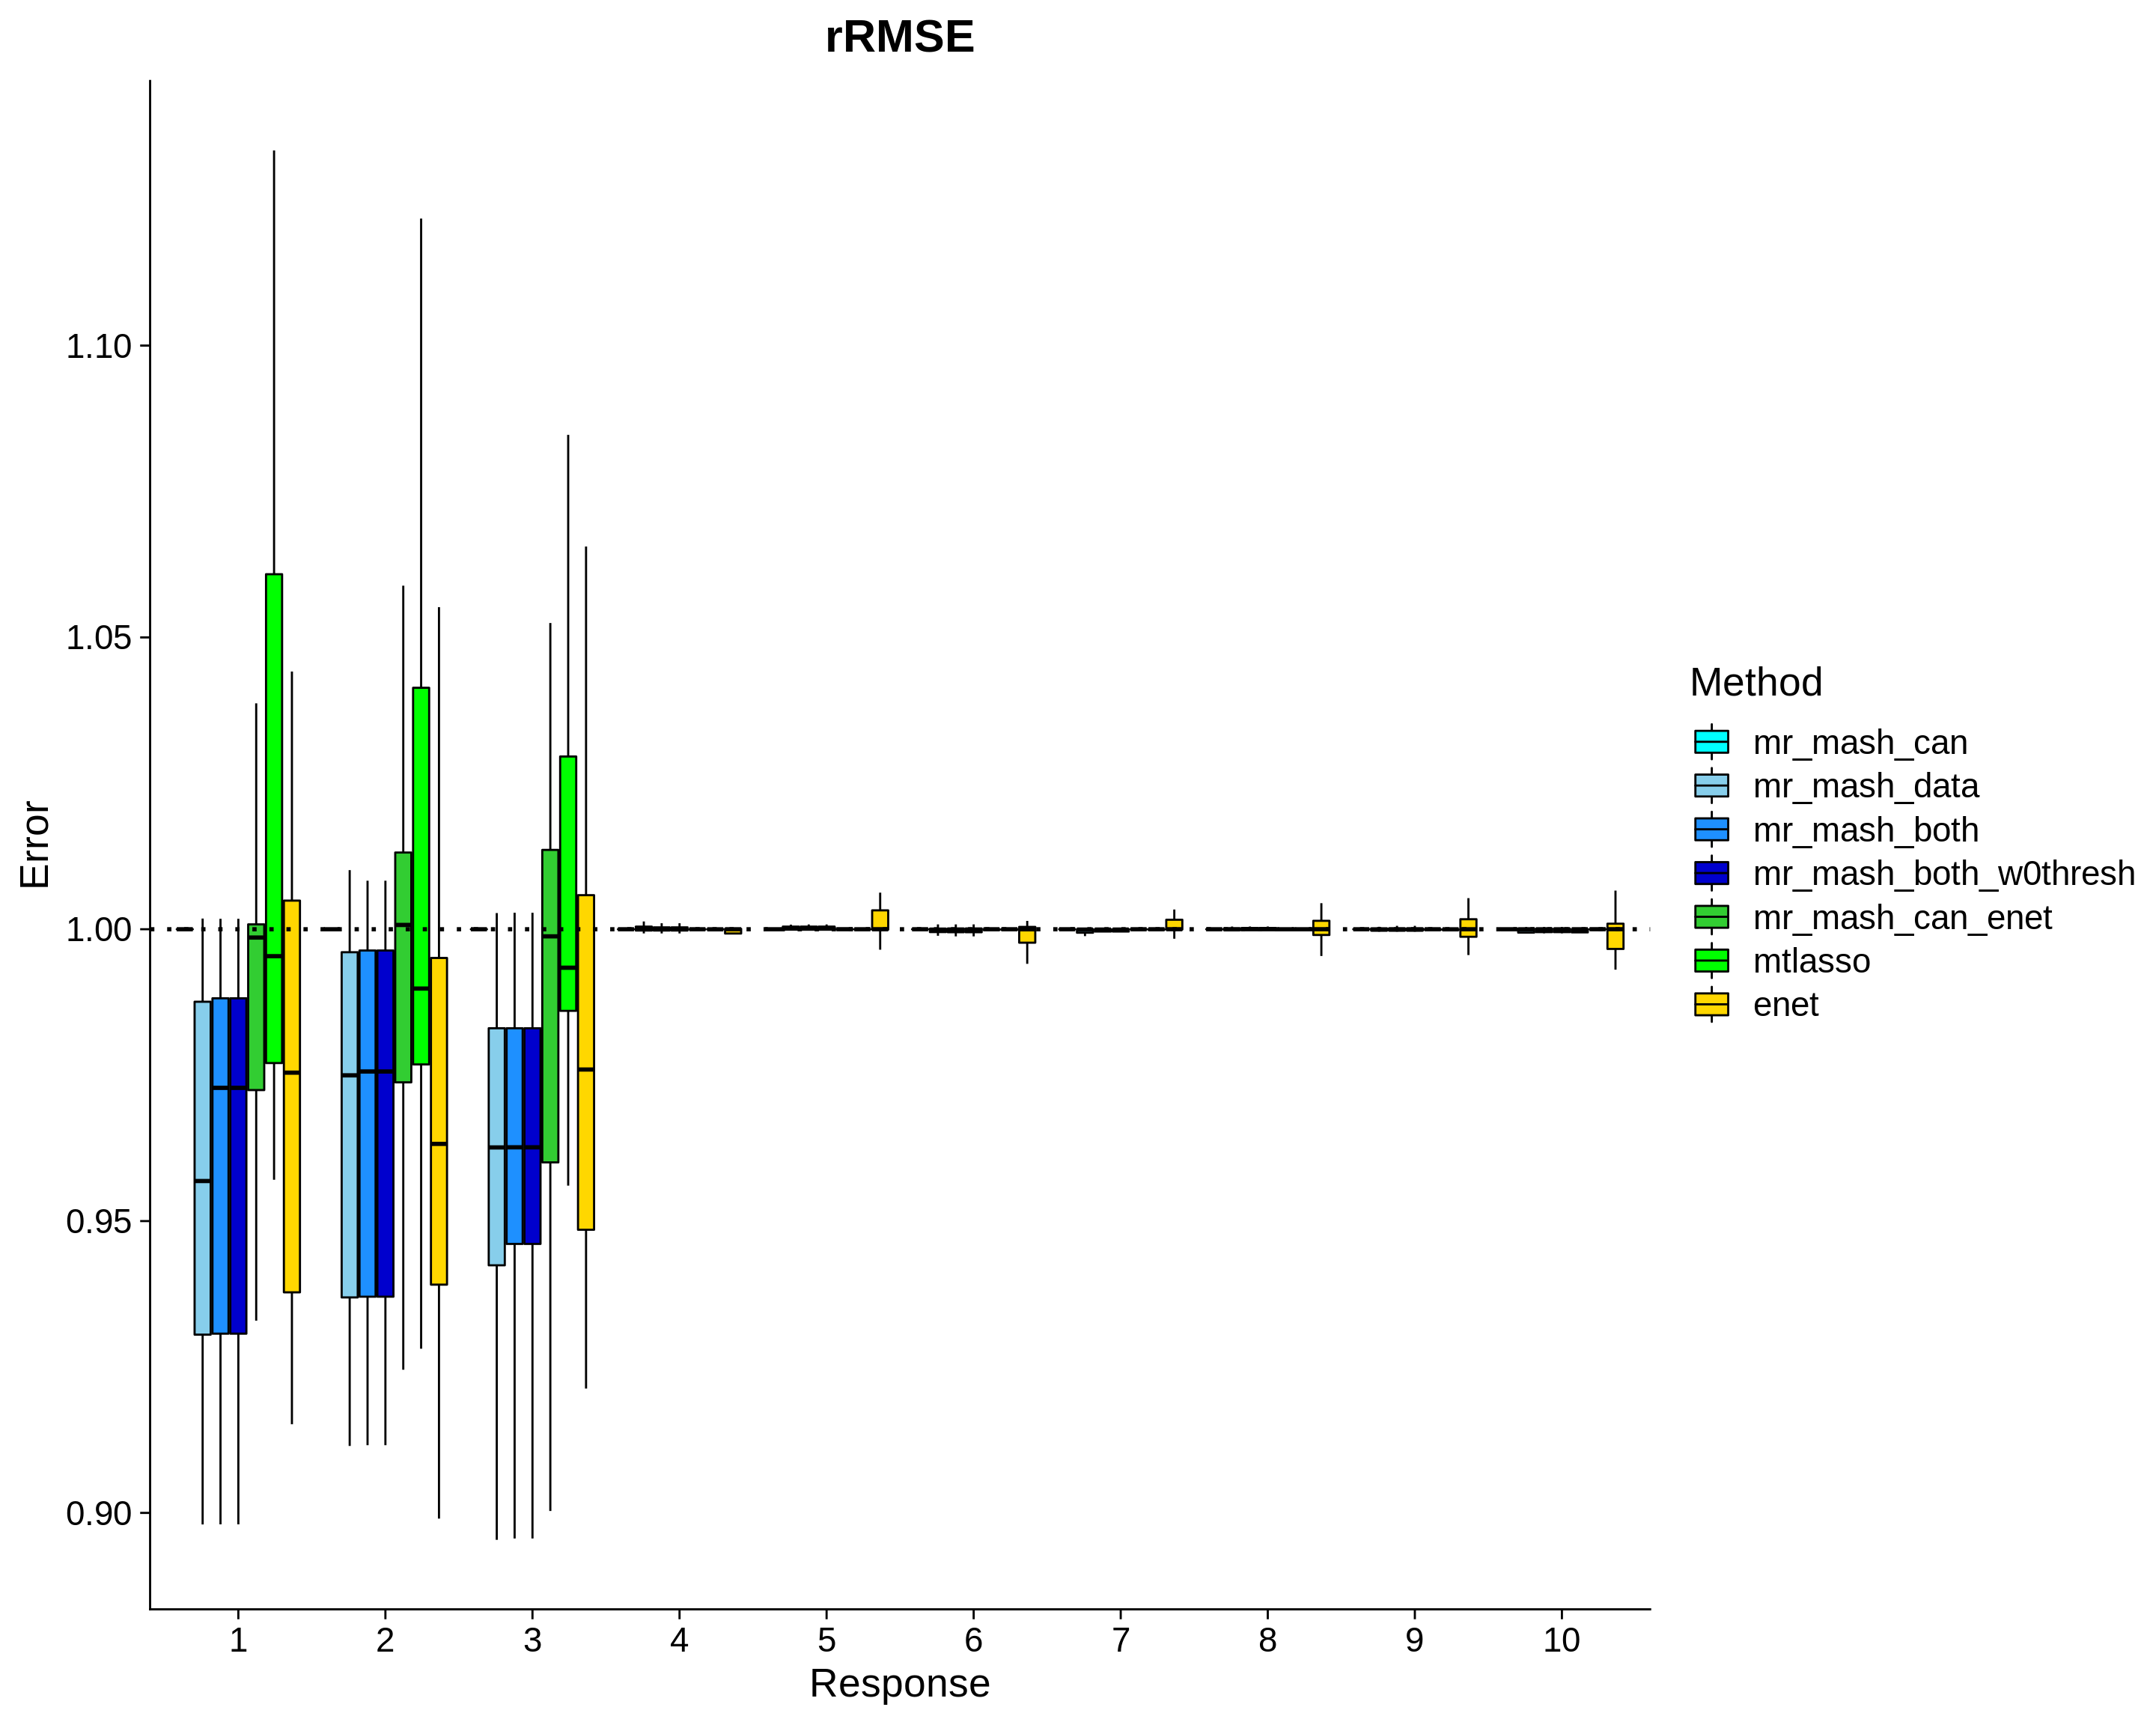 rRMSE
1.10
1.05
1.00
0.95
0.90
Error
1 2 3 4 5 6 7 8 9 10
Response
Method
mr_mash_can
mr_mash_data
mr_mash_both
mr_mash_both_w0thresh
mr_mash_can_enet
mtlasso
enet